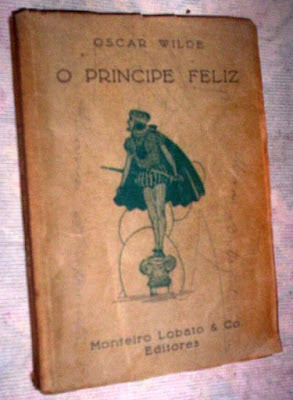 OSCAR WILDE
O PRINCIPE FELIZ
Monteiro Lobato & Co
Editores